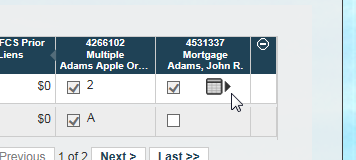 FCS Prior 4266102 4531337
Liens Multiple Mortgage
Adams Apple Or... Adams, John R.
$0 2
$0 A
Previous 1 of 2 Next > Last >>